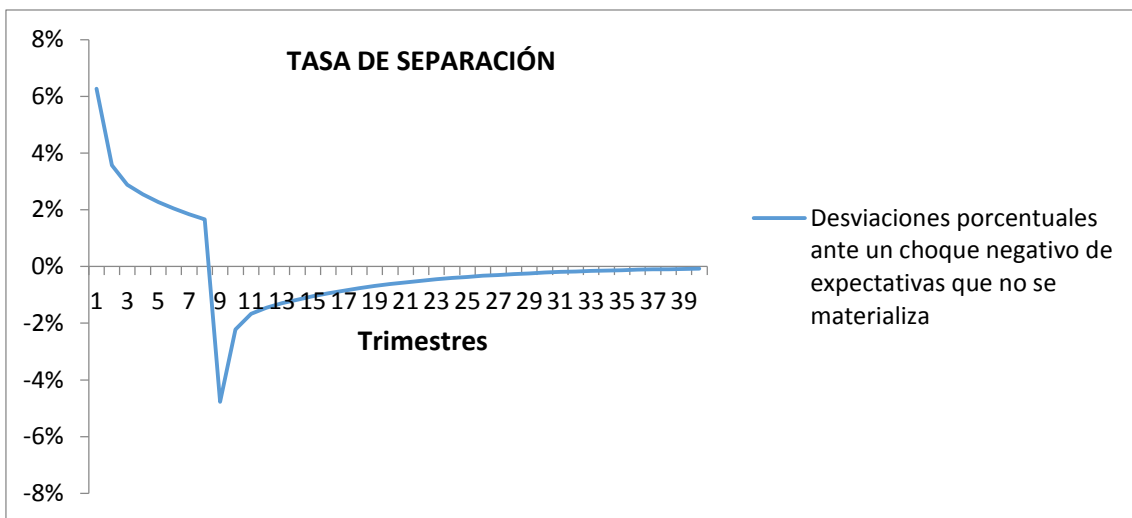 8%
TASA DE SEPARACIÓN
6%
4%
2%
0%
1 3 5 7 9 11 13 15 17 19 21 23 25 27 29 31 33 35 37 39
-2%
Trimestres
-4%
-6%
-8%
Desviaciones porcentuales
ante un choque negativo de
expectativas que no se
materializa